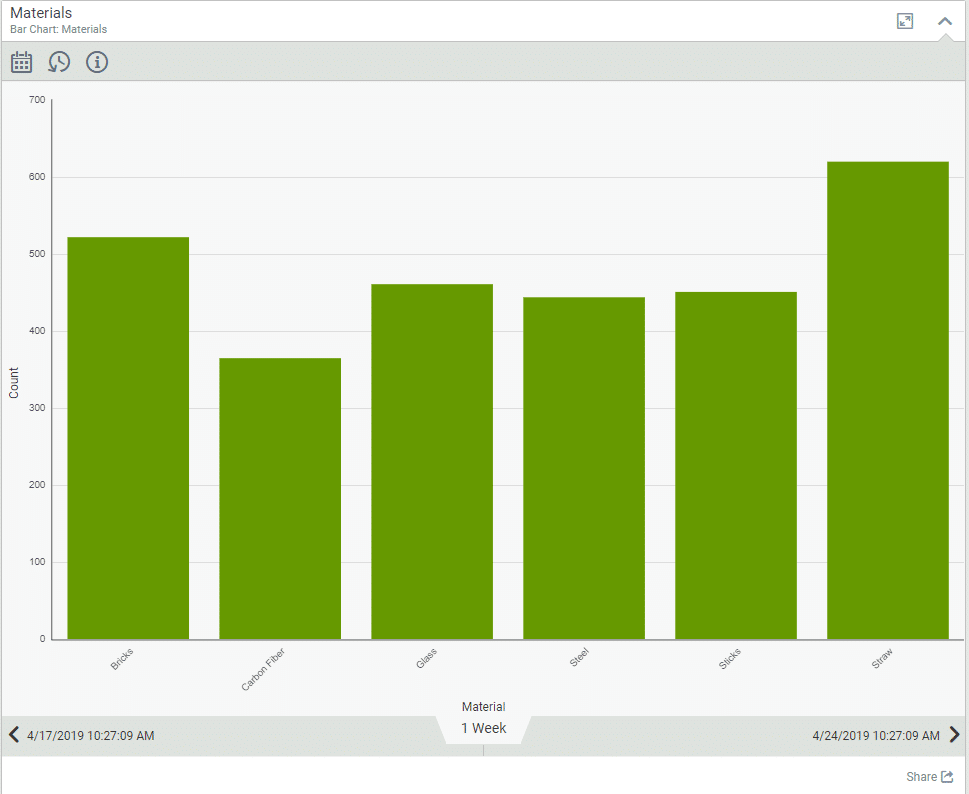 Materials
Bar Chart: Materials
700
600
500
400
300
200
100
0
Count
Bricks
Carbon Fiber
Glass
Steel
Sticks
Straw
Material
1 Week
4/17/2019 10:27:09 AM
4/24/2019 10:27:09 AM
Share